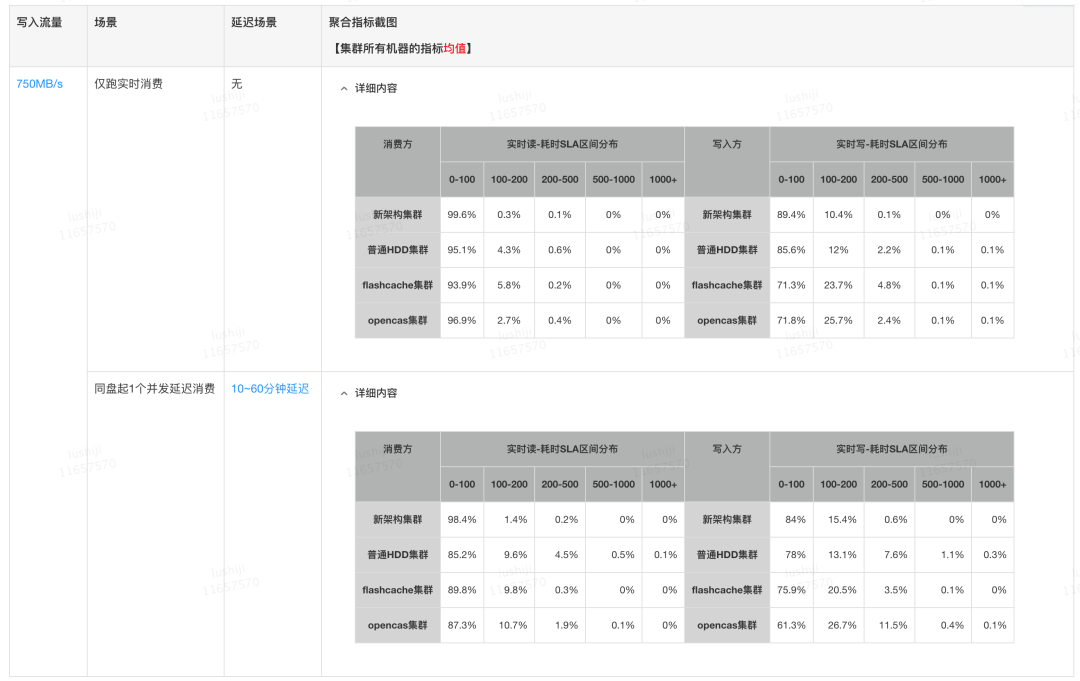 写入流量 场景 延迟场景 聚合指标截图
【集群所有机器的指标均值】
750MB/s 仅跑实时消费 无 详细内容
消费方 实时读-耗时SLA区间分布 写入方 实时写-耗时SLA区间分布
0-100 100-200 200-500 500-1000 1000+ 0-100 100-200 200-500 500-1000 1000+
新架构集群 99.6% 0.3% 0.1% 0% 0% 新架构集群 89.4% 10.4% 0.1% 0% 0%
普通HDD集群 95.1% 4.3% 0.6% 0% 0% 普通HDD集群 85.6% 12% 2.2% 0.1% 0.1%
flashcache集群 93.9% 5.8% 0.2% 0% 0% flashcache集群 71.3% 23.7% 4.8% 0.1% 0.1%
opencas集群 96.9% 2.7% 0.4% 0% 0% opencas集群 71.8% 25.7% 2.4% 0.1% 0.1%
同盘起1个并发延迟消费 10~60分钟延迟 详细内容
消费方 实时读-耗时SLA区间分布 写入方 实时写-耗时SLA区间分布
0-100 100-200 200-500 500-1000 1000+ 0-100 100-200 200-500 500-1000 1000+
新架构集群 98.4% 1.4% 0.2% 0% 0% 新架构集群 84% 15.4% 0.6% 0% 0%
普通HDD集群 85.2% 9.6% 4.5% 0.5% 0.1% 普通HDD集群 78% 13.1% 7.6% 1.1% 0.3%
flashcache集群 89.8% 9.8% 0.3% 0% 0% flashcache集群 75.9% 20.5% 3.5% 0.1% 0%
opencas集群 87.3% 10.7% 1.9% 0.1% 0% opencas集群 61.3% 26.7% 11.5% 0.4% 0.1%
lushiji
11657570